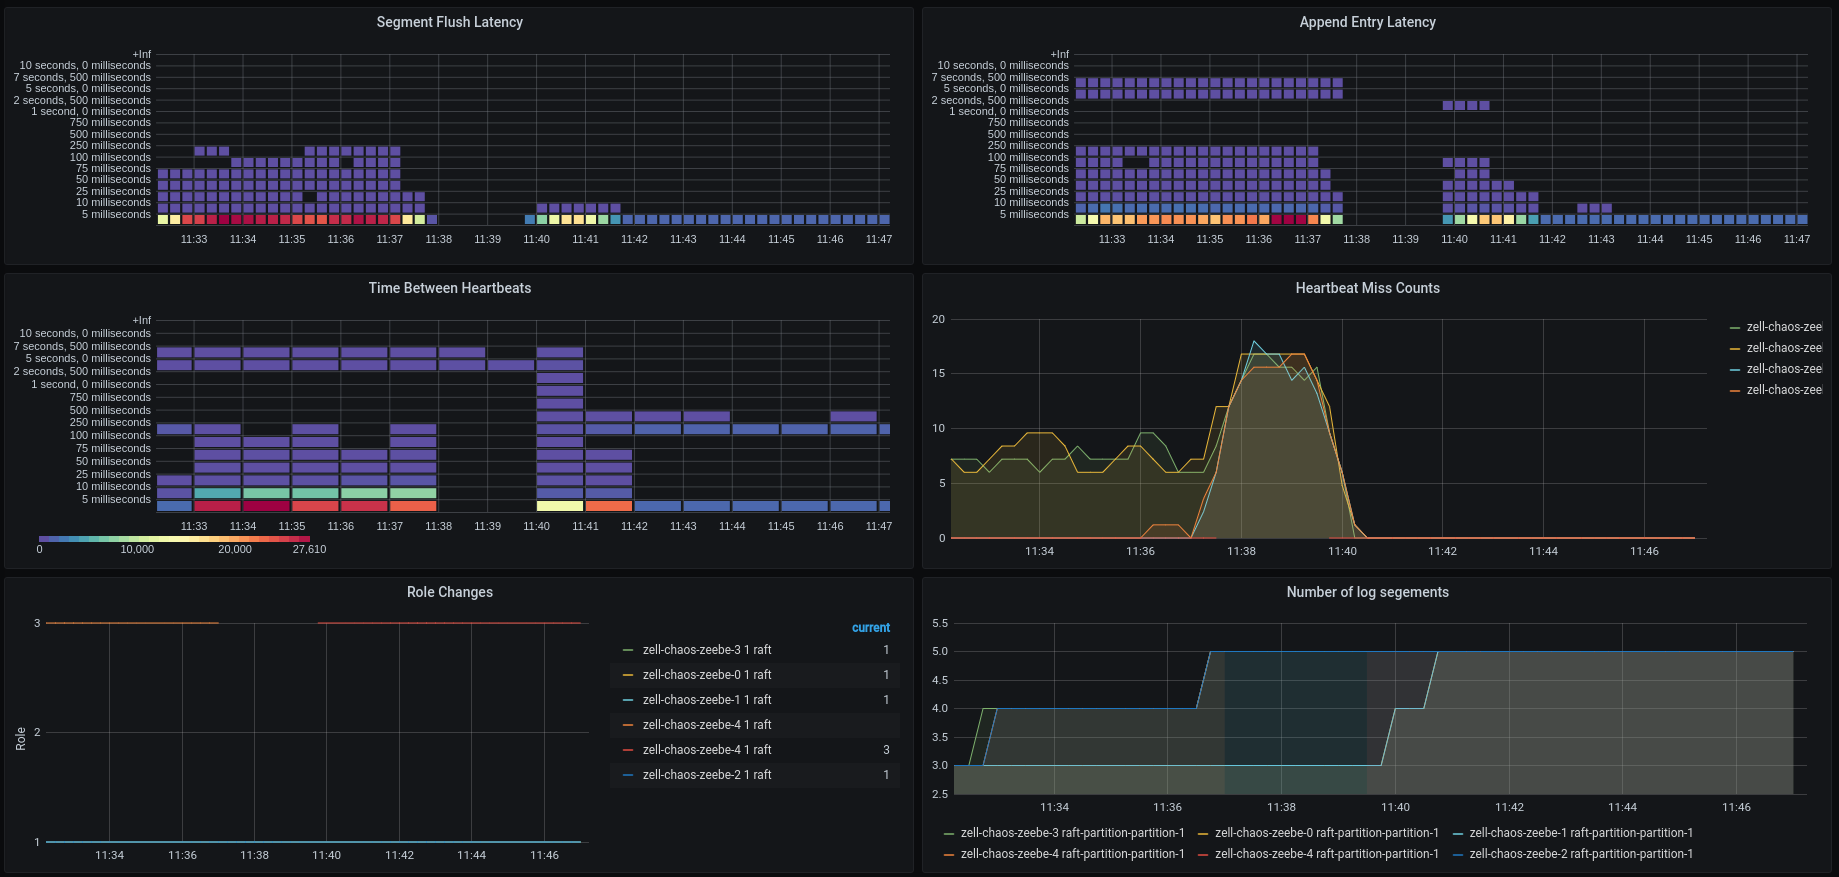 Segment Flush Latency
+Inf
10 seconds, 0 milliseconds
7 seconds, 500 milliseconds
5 seconds, 0 milliseconds
2 seconds, 500 milliseconds
1 second, 0 milliseconds
750 milliseconds
500 milliseconds
250 milliseconds
100 milliseconds
75 milliseconds
50 milliseconds
25 milliseconds
10 milliseconds
5 milliseconds
11:33 11:34 11:35 11:36 11:37 11:38 11:39 11:40 11:41 11:42 11:43 11:44 11:45 11:46 11:47
Append Entry Latency
+Inf
10 seconds, 0 milliseconds
7 seconds, 500 milliseconds
5 seconds, 0 milliseconds
2 seconds, 500 milliseconds
1 second, 0 milliseconds
750 milliseconds
500 milliseconds
250 milliseconds
100 milliseconds
75 milliseconds
50 milliseconds
25 milliseconds
10 milliseconds
5 milliseconds
11:33 11:34 11:35 11:36 11:37 11:38 11:39 11:40 11:41 11:42 11:43 11:44 11:45 11:46 11:47
Time Between Heartbeats
+Inf
10 seconds, 0 milliseconds
7 seconds, 500 milliseconds
5 seconds, 0 milliseconds
2 seconds, 500 milliseconds
1 second, 0 milliseconds
750 milliseconds
500 milliseconds
250 milliseconds
100 milliseconds
75 milliseconds
50 milliseconds
25 milliseconds
10 milliseconds
5 milliseconds
11:33 11:34 11:35 11:36 11:37 11:38 11:39 11:40 11:41 11:42 11:43 11:44 11:45 11:46 11:47
0 10,000 20,000 27,610
Heartbeat Miss Counts
20
15
10
5
0
11:34 11:36 11:38 11:40 11:42 11:44 11:46
zell-chaos-zeel
zell-chaos-zeel
zell-chaos-zeel
zell-chaos-zeel
Role Changes
Role
3
2
1
11:34 11:36 11:38 11:40 11:42 11:44 11:46
current
zell-chaos-zeebe-3 1 raft 1
zell-chaos-zeebe-0 1 raft 1
zell-chaos-zeebe-1 1 raft 1
zell-chaos-zeebe-4 1 raft
zell-chaos-zeebe-4 1 raft 3
zell-chaos-zeebe-2 1 raft 1
Number of log segements
5.5
5.0
4.5
4.0
3.5
3.0
2.5
11:34 11:36 11:38 11:40 11:42 11:44 11:46
zell-chaos-zeebe-3 raft-partition-partition-1 zell-chaos-zeebe-0 raft-partition-partition-1 zell-chaos-zeebe-1 raft-partition-partition-1
zell-chaos-zeebe-4 raft-partition-partition-1 zell-chaos-zeebe-4 raft-partition-partition-1 zell-chaos-zeebe-2 raft-partition-partition-1